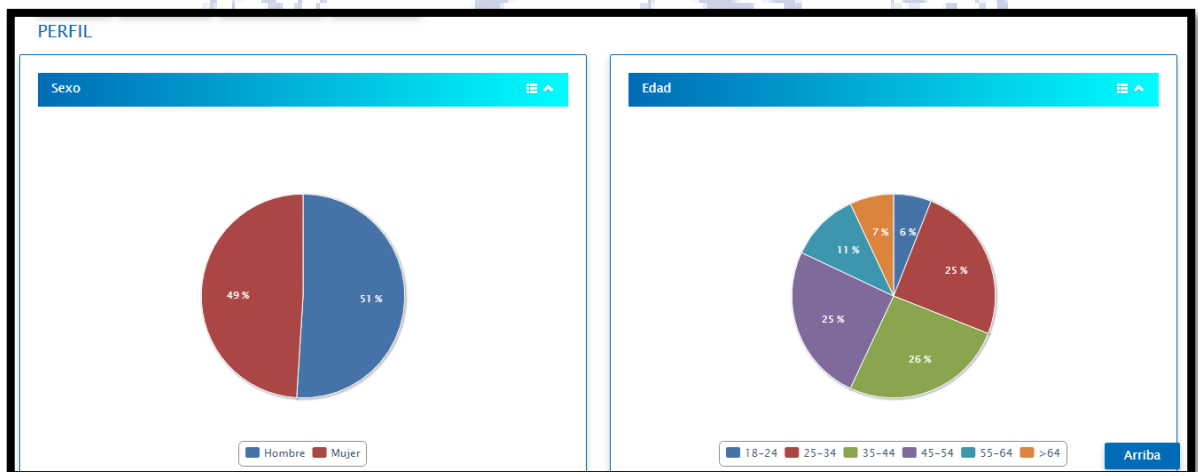 PERFIL
Sexo
49 %
51 %
Hombre Mujer
Edad
7 %
6 %
11 %
25 %
25 %
26 %
18-24 25-34 35-44 45-54 55-64 >64
Arriba